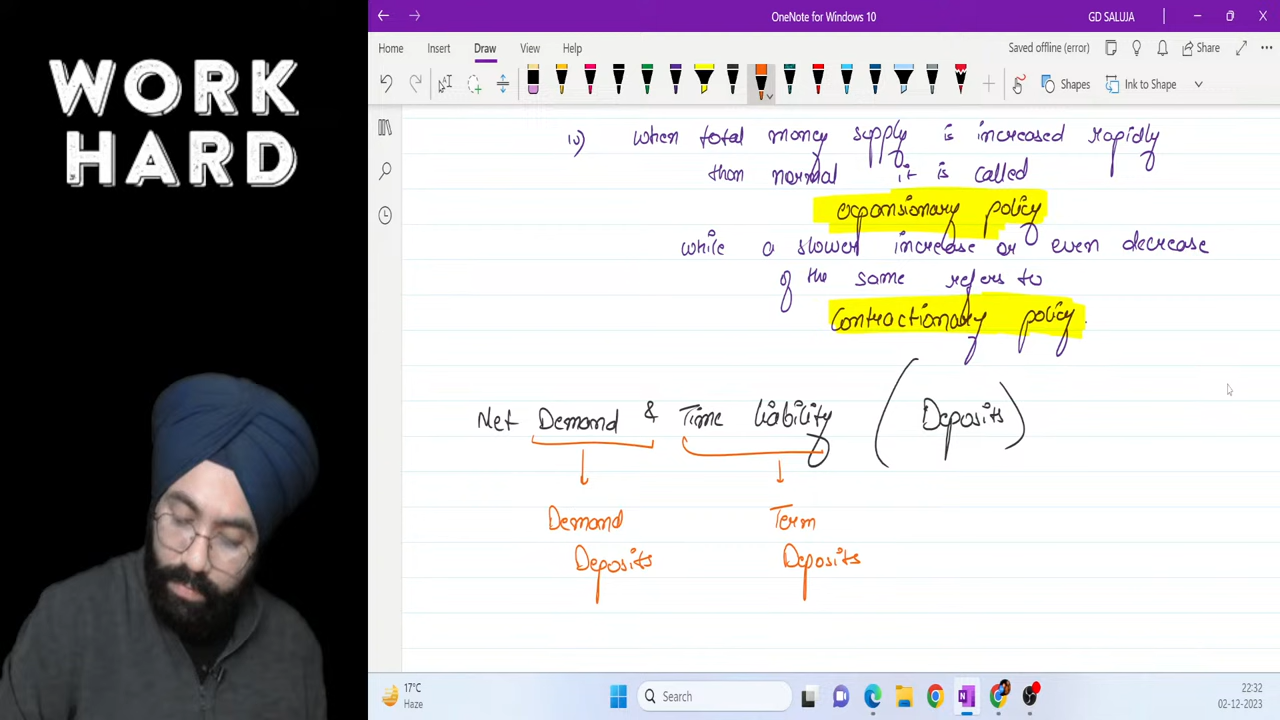 WORK
HARD
OneNote for Windows 10
GD SALUJA
Home Insert Draw View Help
Saved offline (error)
Share
Shapes
Ink to Shape
iv) when total money supply is increased rapidly
than normal it is called
expansionary policy
while a slower increase or even decrease
of the same refers to
Contractionary policy.
Net Demand & Time liability (Deposits)
Demand
Deposits
Term
Deposits
17°C
Haze
Search
22:32
02-12-2023